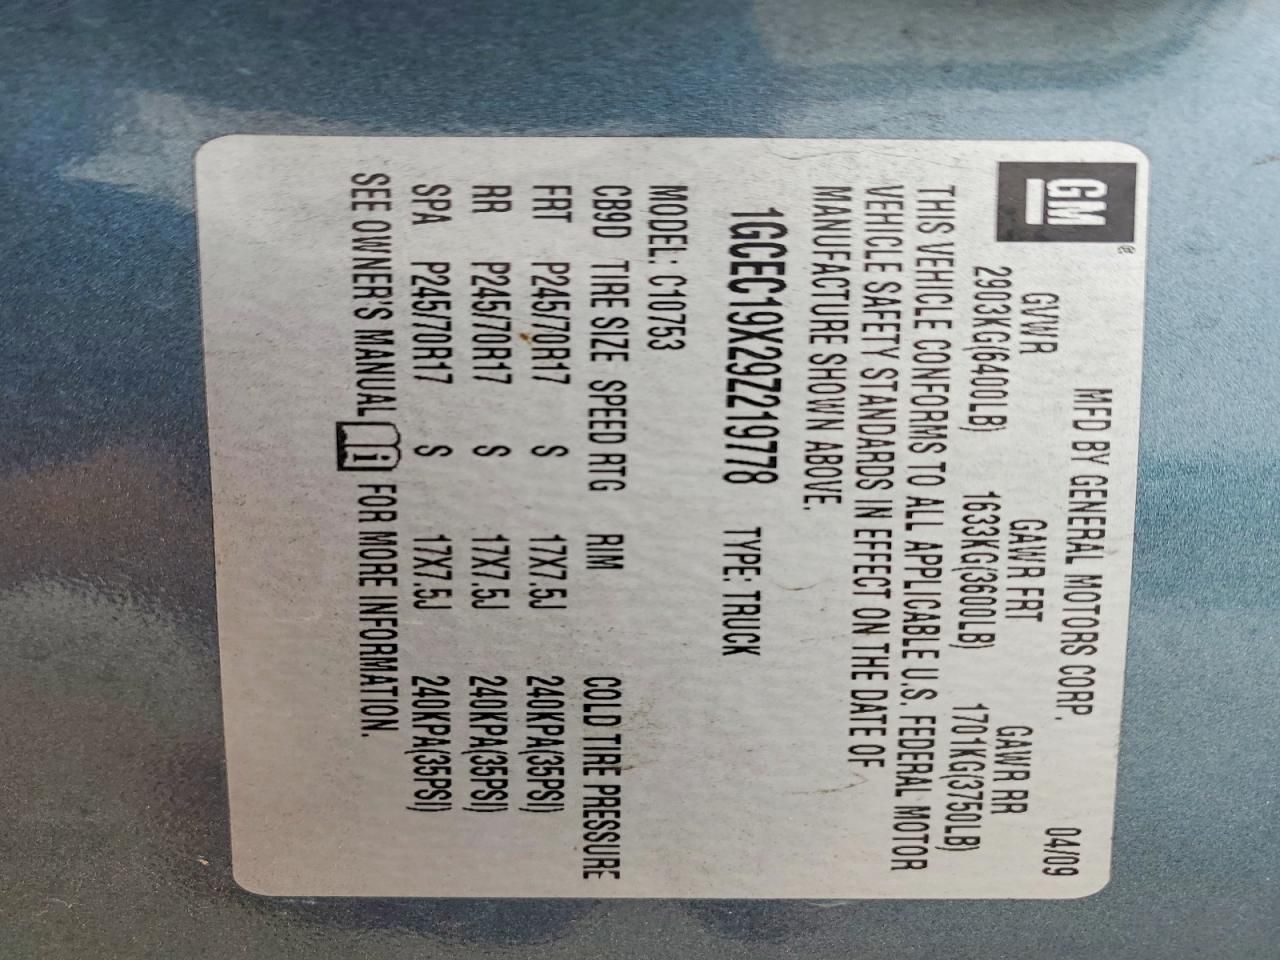 GM®
MFD BY GENERAL MOTORS CORP. 04/09
GVWR GAWR FRT GAWR RR
2903KG(6400LB) 1633KG(3600LB) 1701KG(3750LB)
THIS VEHICLE CONFORMS TO ALL APPLICABLE U.S. FEDERAL MOTOR
VEHICLE SAFETY STANDARDS IN EFFECT ON THE DATE OF
MANUFACTURE SHOWN ABOVE.
1GCEC19X29Z219778 TYPE: TRUCK
MODEL: C10753
CB9D TIRE SIZE SPEED RTG RIM COLD TIRE PRESSURE
FRT P245/70R17 S 17X7.5J 240KPA(35PSI)
RR P245/70R17 S 17X7.5J 240KPA(35PSI)
SPA P245/70R17 S 17X7.5J 240KPA(35PSI)
SEE OWNER'S MANUAL i FOR MORE INFORMATION.